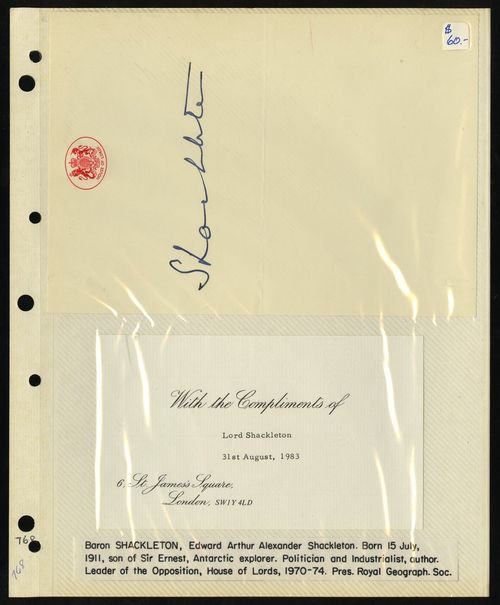 $
60.-
Shackleton
With the Compliments of
Lord Shackleton
31st August, 1983
6, St. James's Square,
London, SW1Y 4LD
768
768
Baron SHACKLETON, Edward Arthur Alexander Shackleton. Born 15 July,
1911, son of Sir Ernest, Antarctic explorer. Politician and Industrialist, author.
Leader of the Opposition, House of Lords, 1970-74. Pres. Royal Geograph. Soc.